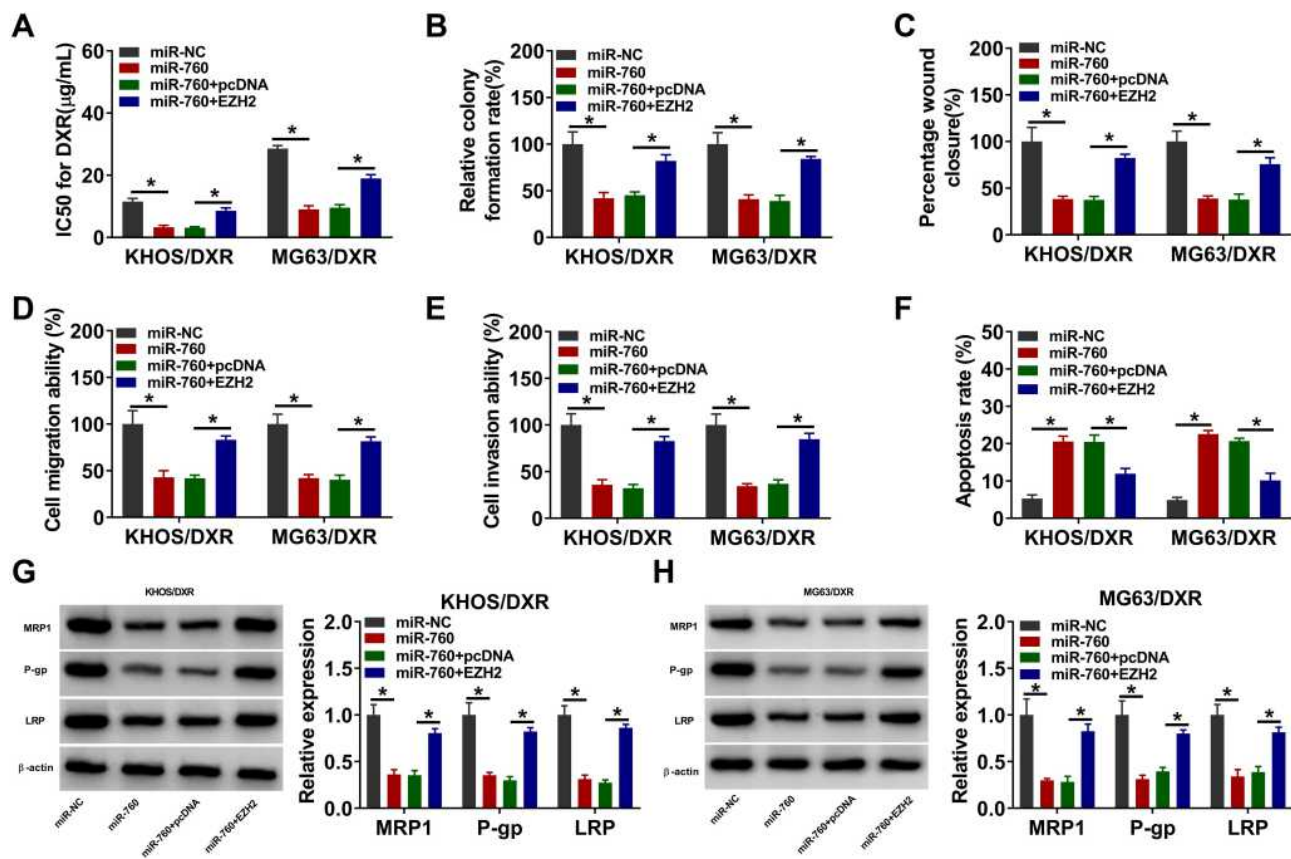 A
IC50 for DXR(μg/mL)
60
40
20
0
miR-NC
miR-760
miR-760+pcDNA
miR-760+EZH2
*
*
*
*
KHOS/DXR
MG63/DXR
B
Relative colony
formation rate(%)
200
150
100
50
0
miR-NC
miR-760
miR-760+pcDNA
miR-760+EZH2
*
*
*
*
KHOS/DXR
MG63/DXR
C
Percentage wound
closure(%)
200
150
100
50
0
miR-NC
miR-760
miR-760+pcDNA
miR-760+EZH2
*
*
*
*
KHOS/DXR
MG63/DXR
D
Cell migration ability (%)
200
150
100
50
0
miR-NC
miR-760
miR-760+pcDNA
miR-760+EZH2
*
*
*
*
KHOS/DXR
MG63/DXR
E
Cell invasion ability (%)
200
150
100
50
0
miR-NC
miR-760
miR-760+pcDNA
miR-760+EZH2
*
*
*
*
KHOS/DXR
MG63/DXR
F
Apoptosis rate (%)
50
40
30
20
10
0
miR-NC
miR-760
miR-760+pcDNA
miR-760+EZH2
*
*
*
*
KHOS/DXR
MG63/DXR
G
KHOS/DXR
MRP1
P-gp
LRP
β-actin
miR-NC
miR-760
miR-760+pcDNA
miR-760+EZH2
KHOS/DXR
Relative expression
2.0
1.5
1.0
0.5
0.0
miR-NC
miR-760
miR-760+pcDNA
miR-760+EZH2
*
*
*
*
*
*
MRP1
P-gp
LRP
H
MG63/DXR
MRP1
P-gp
LRP
β-actin
miR-NC
miR-760
miR-760+pcDNA
miR-760+EZH2
MG63/DXR
Relative expression
2.0
1.5
1.0
0.5
0.0
miR-NC
miR-760
miR-760+pcDNA
miR-760+EZH2
*
*
*
*
*
*
MRP1
P-gp
LRP